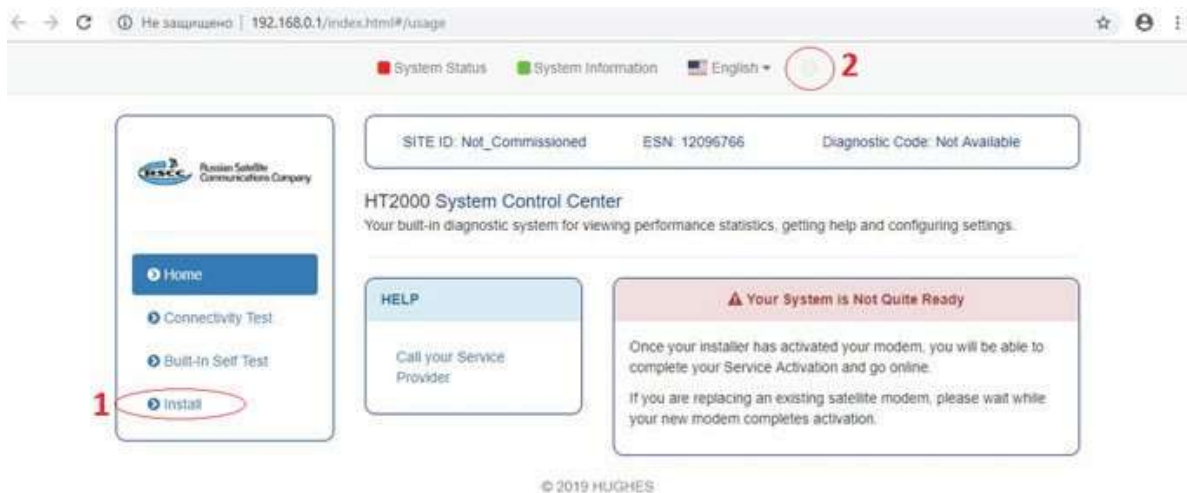 Не защищено | 192.168.0.1/index.html#/usage
System Status System Information English 2
RSCC Russian Satellite
Communications Company
SITE ID: Not_Commissioned ESN: 12096766 Diagnostic Code: Not Available
HT2000 System Control Center
Your built-in diagnostic system for viewing performance statistics, getting help and configuring settings.
Home
Connectivity Test
Built-In Self Test
1 Install
HELP
Call your Service
Provider
Your System is Not Quite Ready
Once your installer has activated your modem, you will be able to
complete your Service Activation and go online.
If you are replacing an existing satellite modem, please wait while
your new modem completes activation.
© 2019 HUGHES